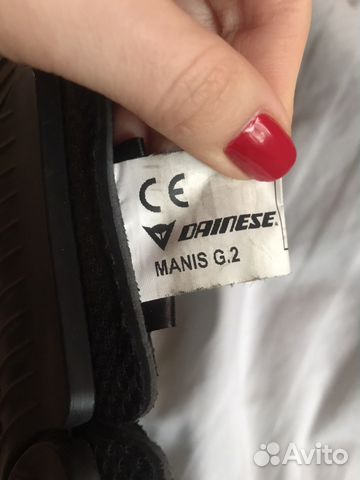 CE
DAINESE
MANIS G.2
Avito